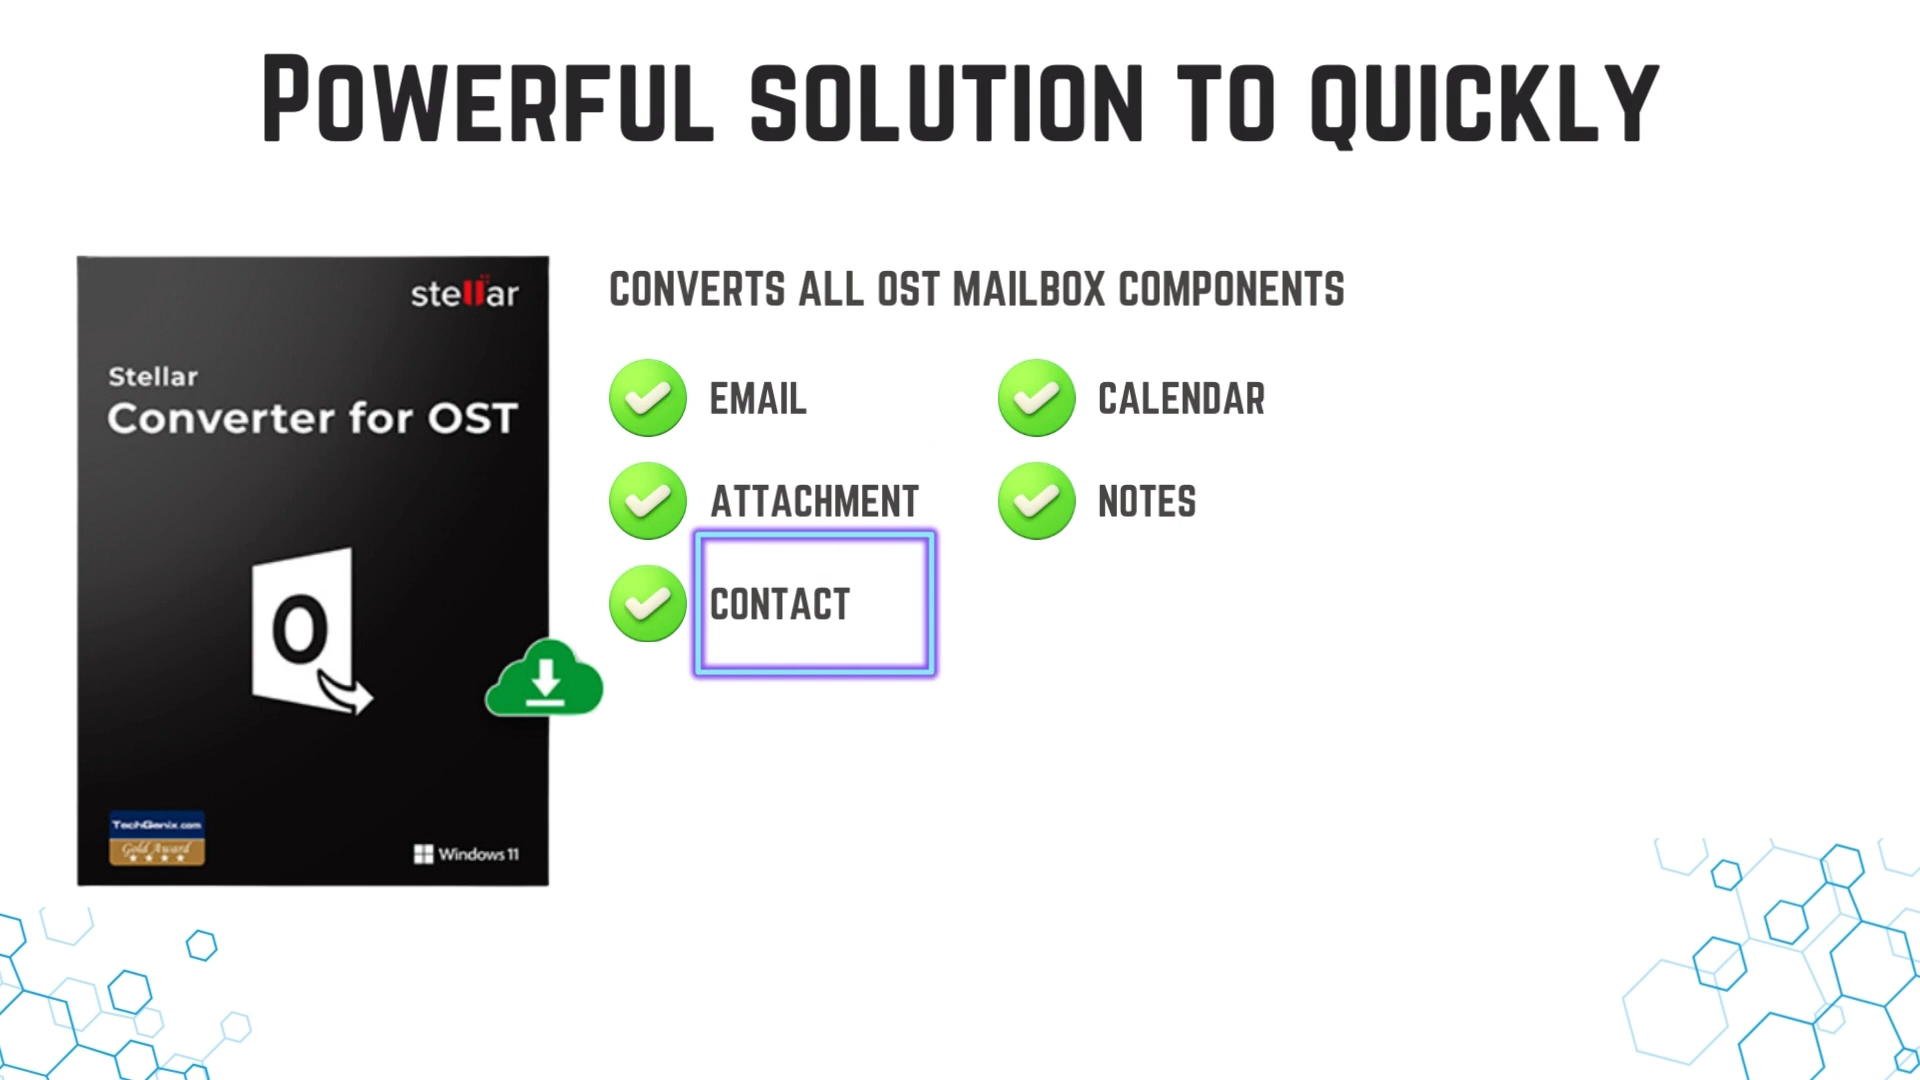 POWERFUL SOLUTION TO QUICKLY
stellar
Stellar
Converter for OST
O
TechGenix.com
Gold Award
Windows 11
CONVERTS ALL OST MAILBOX COMPONENTS
EMAIL
CALENDAR
ATTACHMENT
NOTES
CONTACT